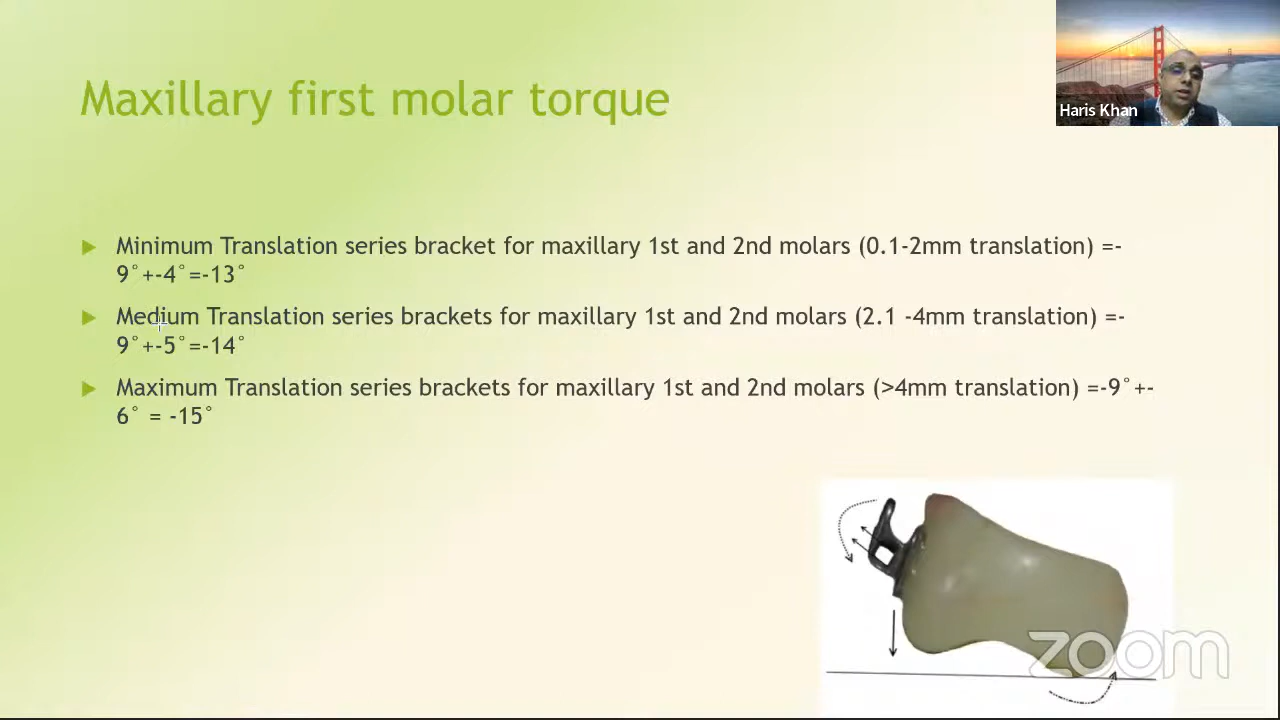 Maxillary first molar torque
Haris Khan
Minimum Translation series bracket for maxillary 1st and 2nd molars (0.1-2mm translation) =-
9°+-4°=-13°
Medium Translation series brackets for maxillary 1st and 2nd molars (2.1 -4mm translation) =-
9°+-5°=-14°
Maximum Translation series brackets for maxillary 1st and 2nd molars (>4mm translation) =-9°+-
6° = -15°
zoom